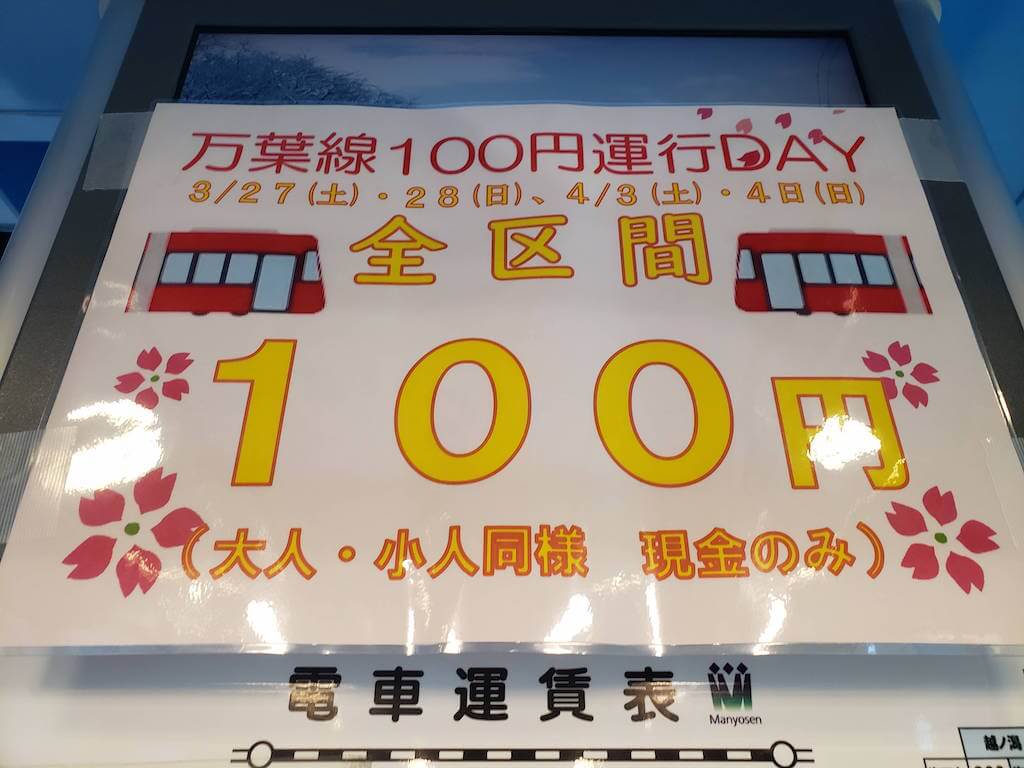 万葉線100円運行DAY
3/27(土)・28(日)、4/3(土)・4日(日)
全区間
100円
(大人・小人同様 現金のみ)
電車運賃表
Manyosen
越ノ潟